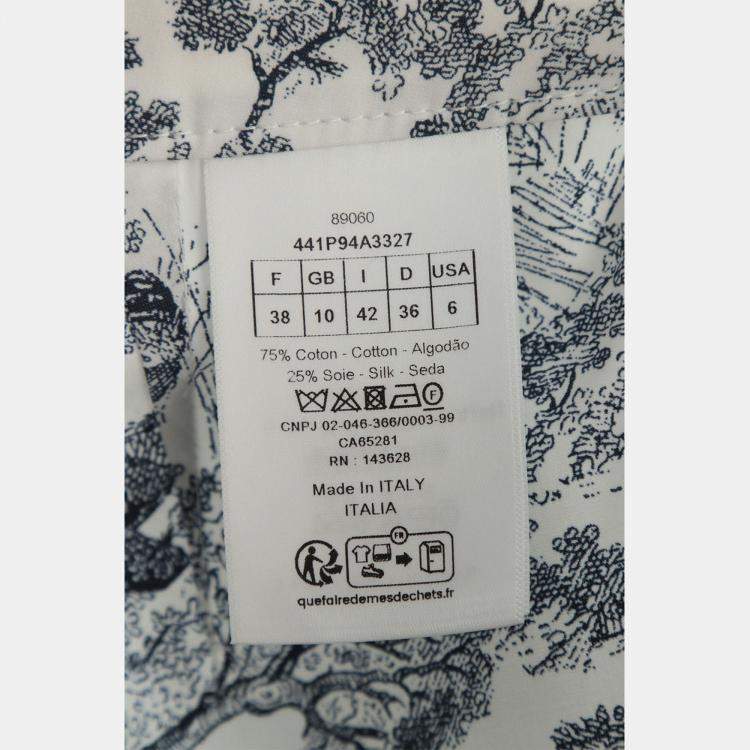 89060
441P94A3327
F GB I D USA
38 10 42 36 6
75% Coton - Cotton - Algodão
25% Soie - Silk - Seda
F
CNPJ 02-046-366/0003-99
CA65281
RN : 143628
Made In ITALY
ITALIA
FR
quefairedemesdechets.fr